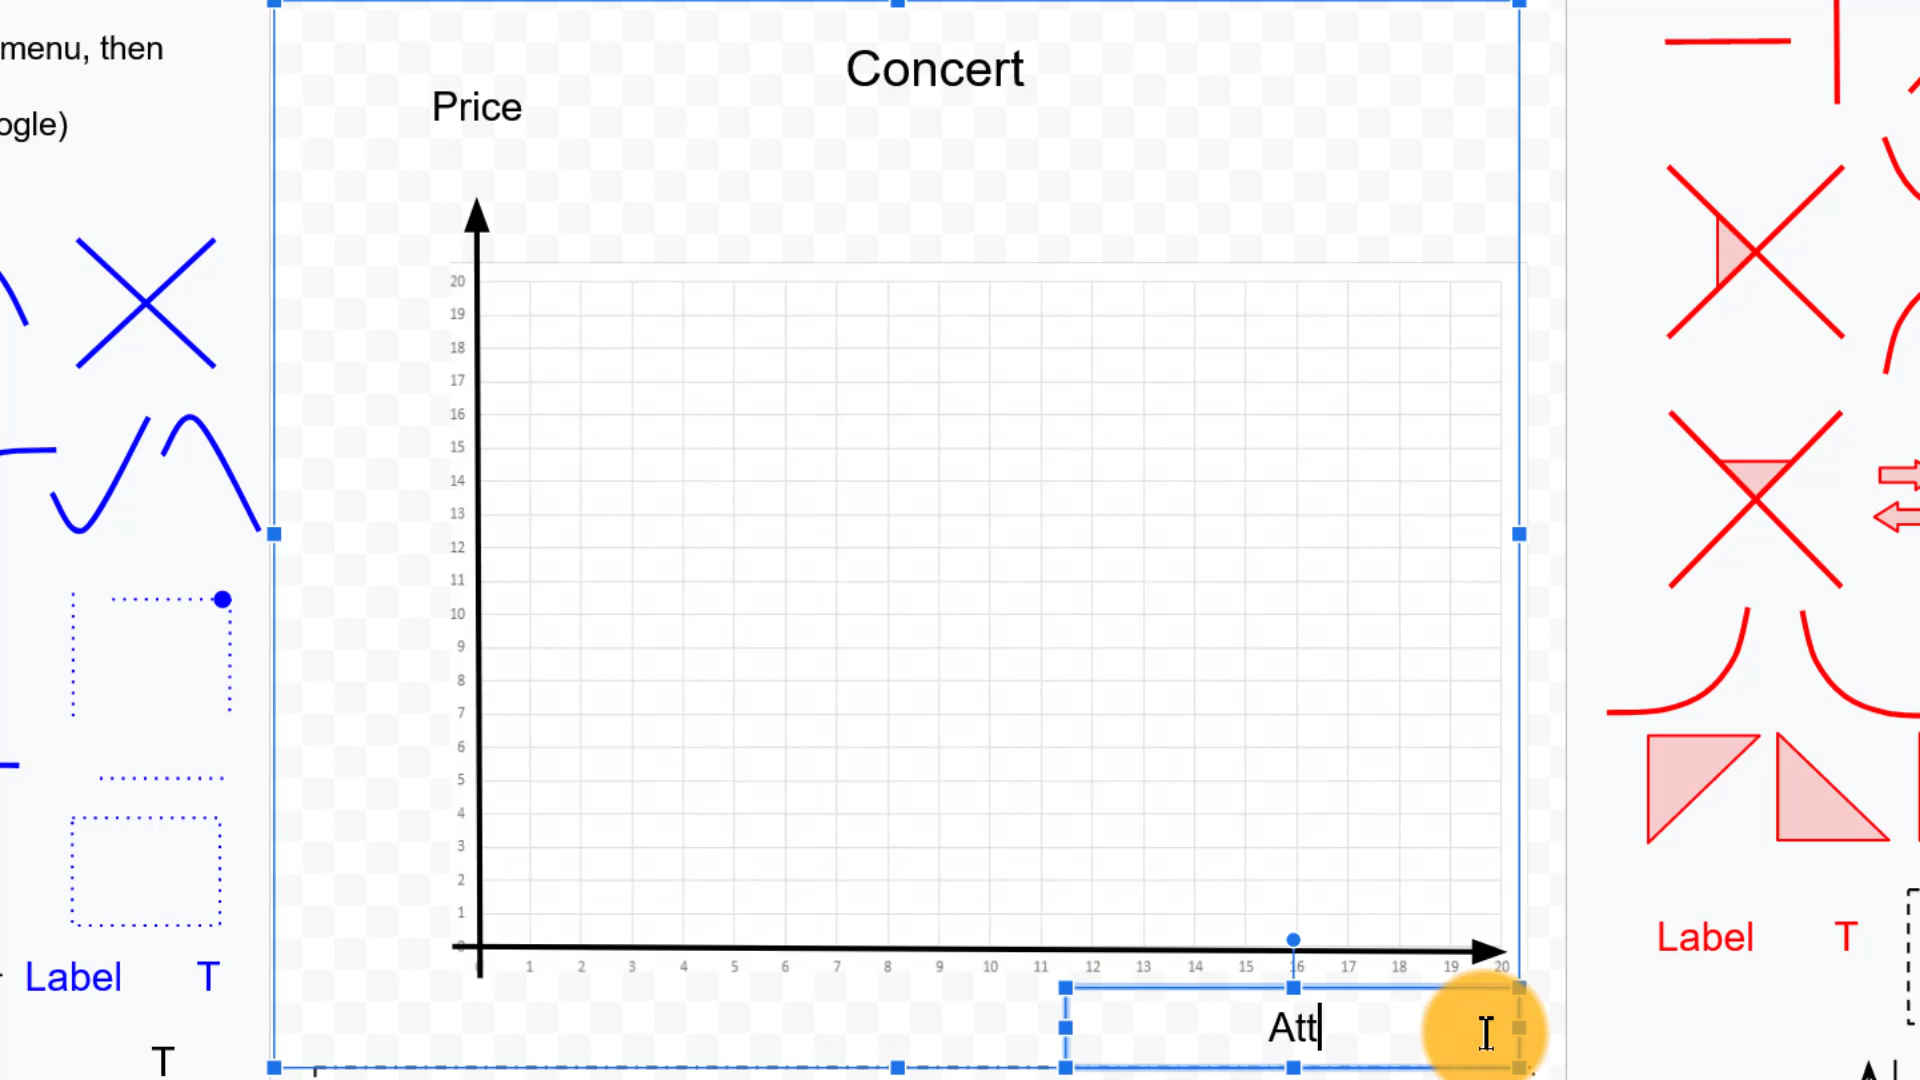 menu, then
ogle)
Concert
Price
20
19
18
17
16
15
14
13
12
11
10
9
8
7
6
5
4
3
2
1
1 2 3 4 5 6 7 8 9 10 11 12 13 14 15 16 17 18 19 20
Att
Label T
T
Label T